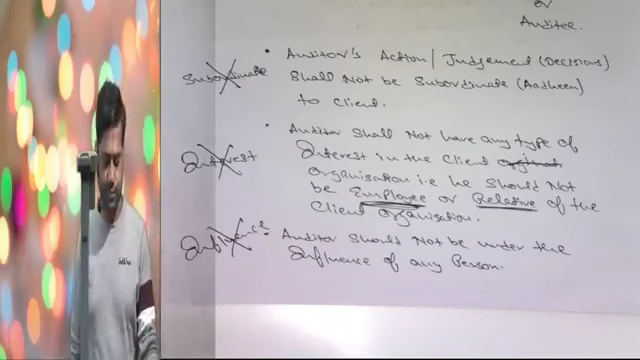 or
Auditee.
Subordinate
• Auditor's Action / Judgement (Decisions)
Shall Not be Subordinate (Aadheen)
to Client.
Interest
• Auditor Shall Not have any type of
Interest in the Client
Organisation i.e he Should Not
be Employee or Relative of the
Client Organisation.
Influence
• Auditor Should Not be under the
Influence of any Person.